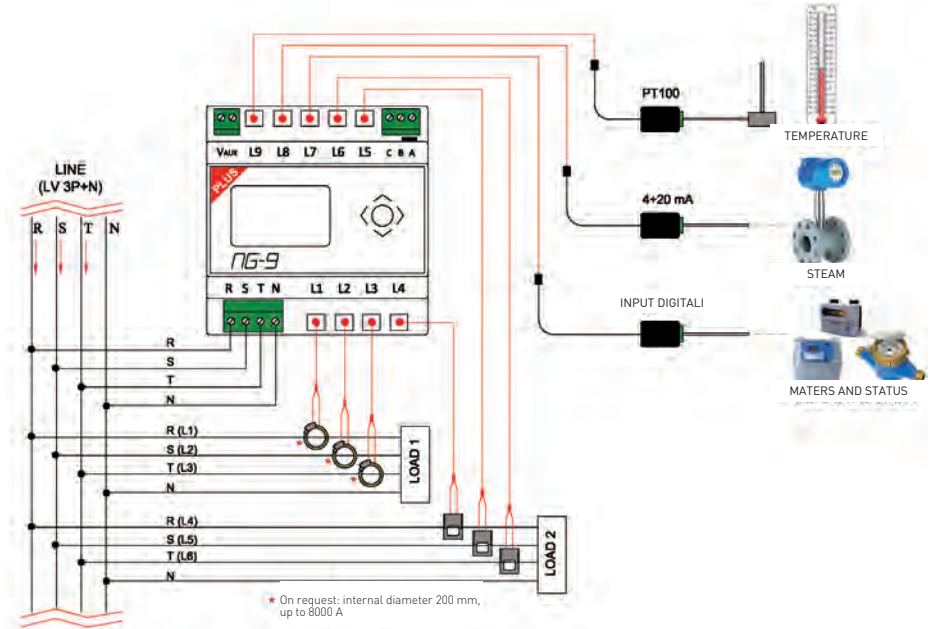 PT100
TEMPERATURE
VAUX L9 L8 L7 L6 L5 C B A
PLUS
LINE
(LV 3P+N)
R S T N
4÷20 mA
STEAM
ПG-9
R S T N L1 L2 L3 L4
INPUT DIGITALI
MATERS AND STATUS
R
S
T
N
R (L1)
S (L2)
T (L3)
N
LOAD 1
R (L4)
S (L5)
T (L6)
N
LOAD 2
* On request: internal diameter 200 mm,
up to 8000 A